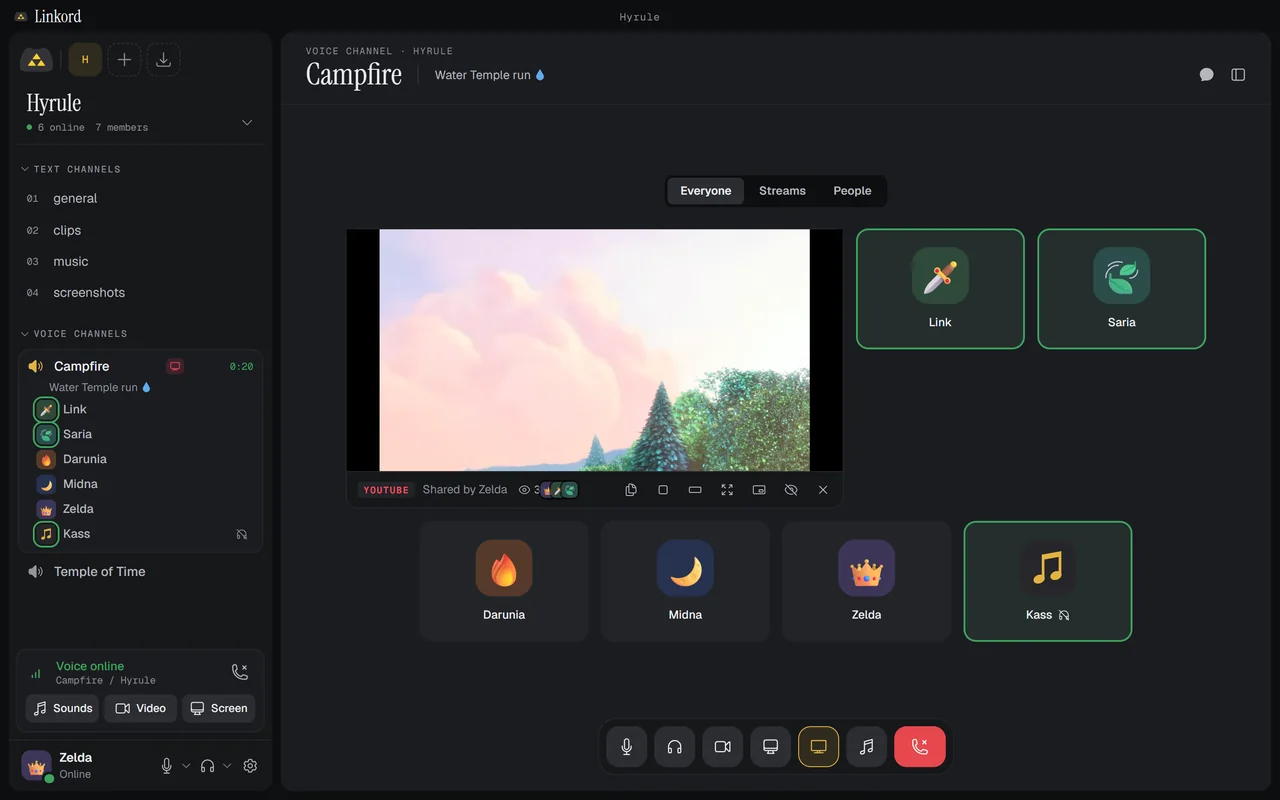 Linkord
Hyrule
H
Hyrule
6 online 7 members
TEXT CHANNELS
01 general
02 clips
03 music
04 screenshots
VOICE CHANNELS
Campfire 0:20
Water Temple run
Link
Saria
Darunia
Midna
Zelda
Kass
Temple of Time
Voice online
Campfire / Hyrule
Sounds Video Screen
Zelda
Online
VOICE CHANNEL · HYRULE
Campfire Water Temple run
Everyone Streams People
Link
Saria
YOUTUBE Shared by Zelda 3
Darunia
Midna
Zelda
Kass